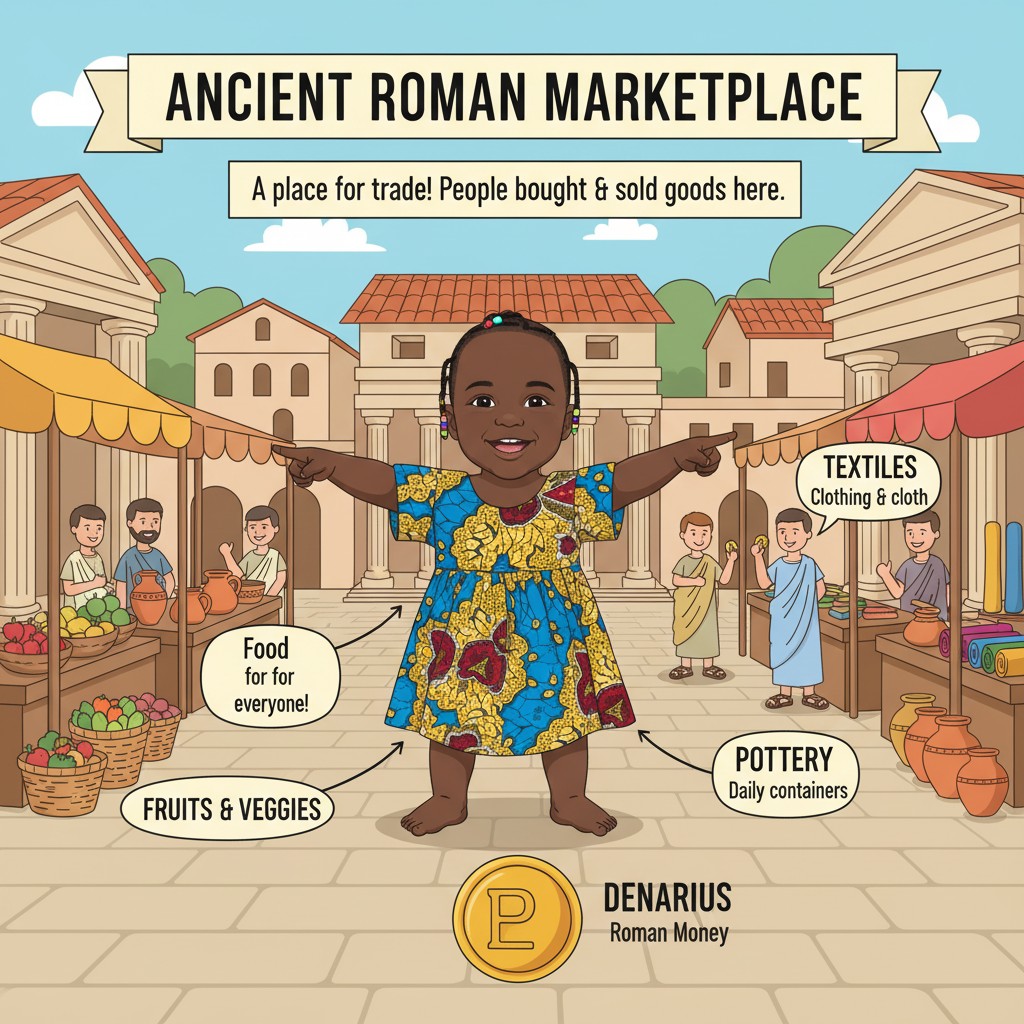 ANCIENT ROMAN MARKETPLACE
A place for trade! People bought & sold goods here.
TEXTILES
Clothing & cloth
Food
for for
everyone!
POTTERY
Daily containers
FRUITS & VEGGIES
DENARIUS
Roman Money